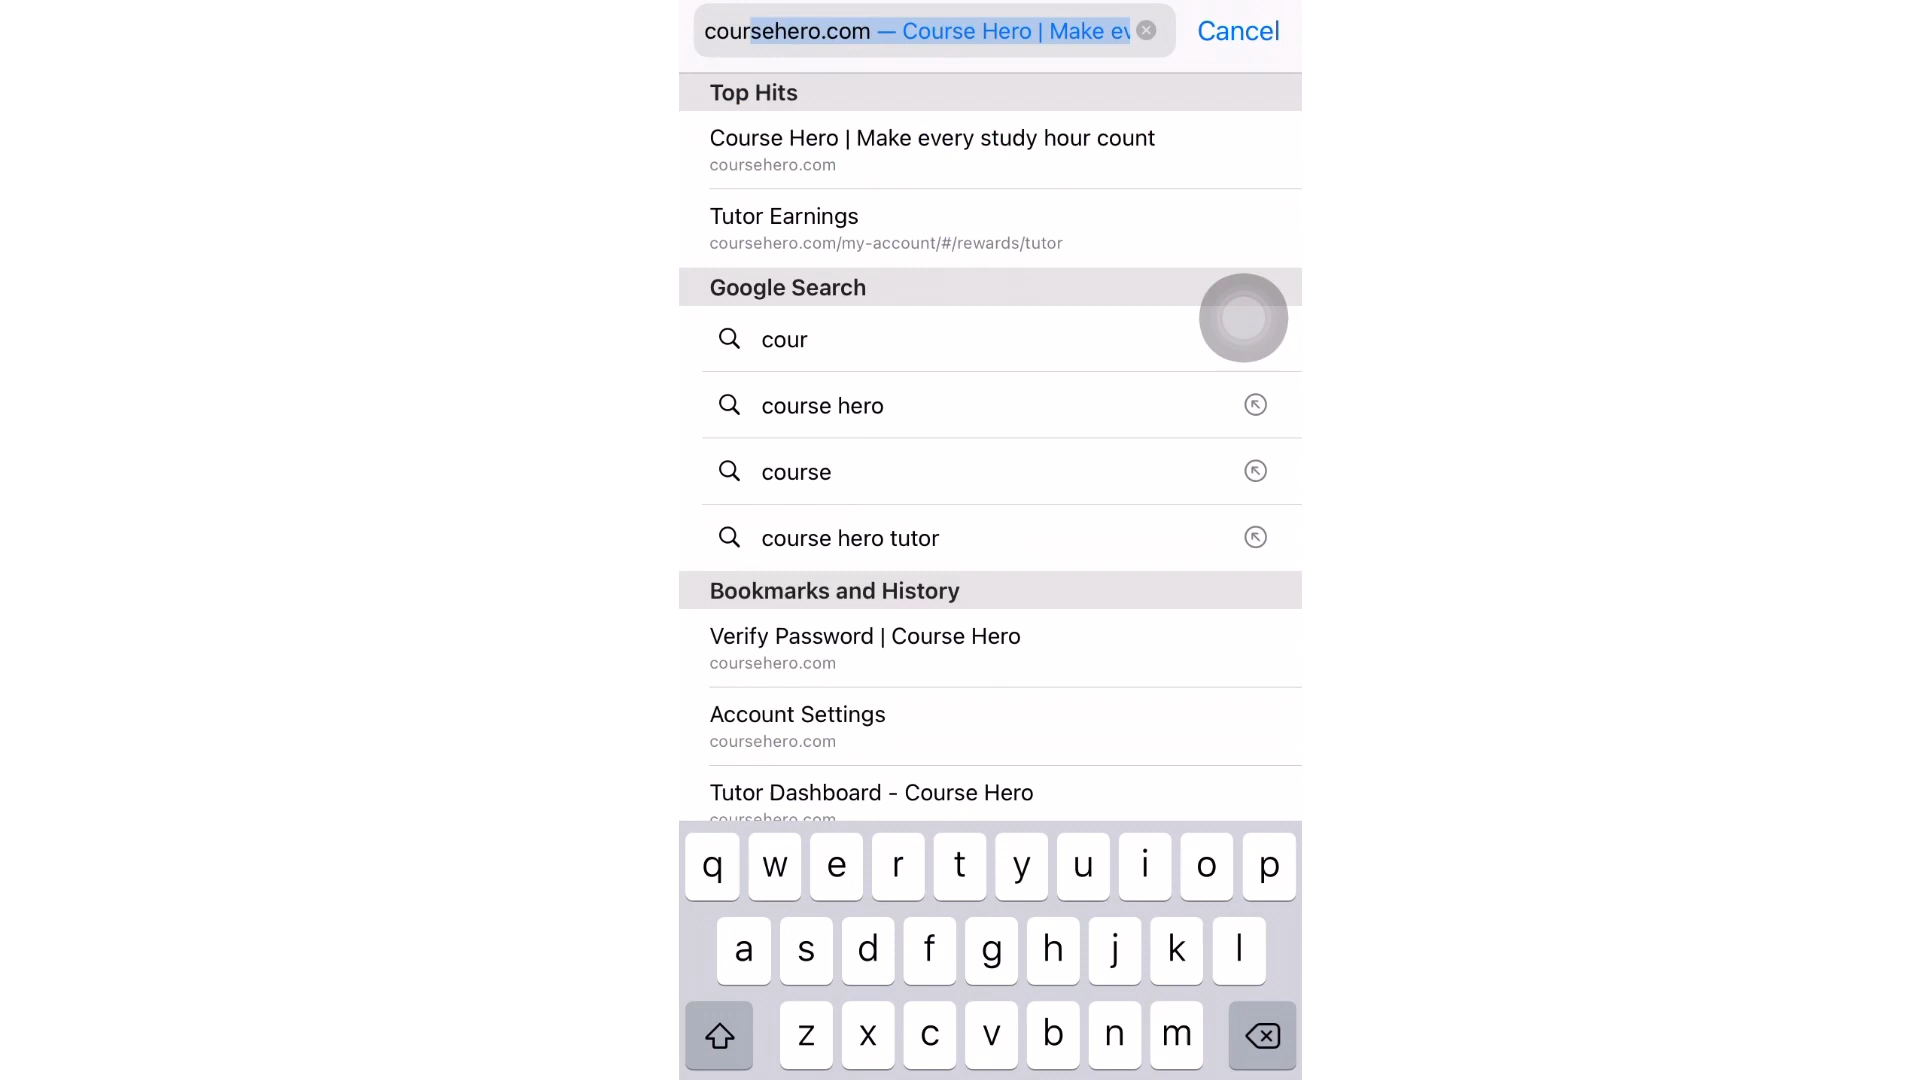 coursehero.com — Course Hero | Make ev
Cancel
Top Hits
Course Hero | Make every study hour count
coursehero.com
Tutor Earnings
coursehero.com/my-account/#/rewards/tutor
Google Search
cour
course hero
course
course hero tutor
Bookmarks and History
Verify Password | Course Hero
coursehero.com
Account Settings
coursehero.com
Tutor Dashboard - Course Hero
coursehero.com
q w e r t y u i o p
a s d f g h j k l
z x c v b n m